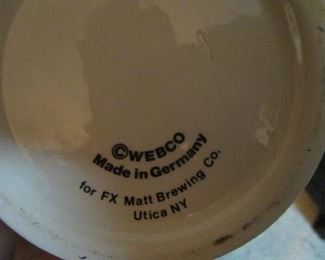 ©WEBCO
Made in Germany
for FX Matt Brewing Co.
Utica NY